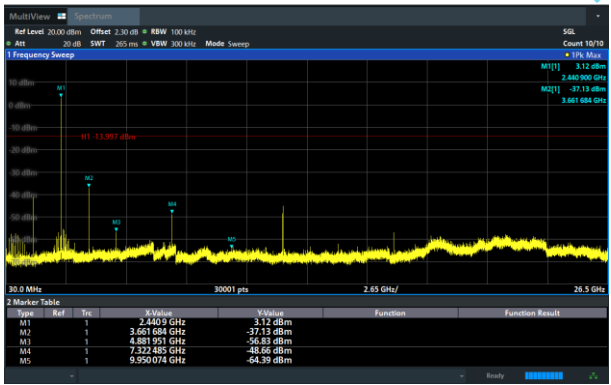 MultiView Spectrum
Ref Level 20.00 dBm Offset 2.30 dB RBW 100 kHz SGL
Att 20 dB SWT 265 ms VBW 300 kHz Mode Sweep Count 10/10
1 Frequency Sweep 1Pk Max
M1[1] 3.12 dBm
2.440 900 GHz
M2[1] -37.13 dBm
3.661 684 GHz
10 dBm
M1
0 dBm
-10 dBm
H1 -13.997 dBm
-20 dBm
-30 dBm
M2
-40 dBm
M4
-50 dBm
M3
M5
30.0 MHz 30001 pts 2.65 GHz/ 26.5 GHz
2 Marker Table
Type Ref Trc X-Value Y-Value Function Function Result
M1 1 2.4409 GHz 3.12 dBm
M2 1 3.661 684 GHz -37.13 dBm
M3 1 4.881 951 GHz -56.83 dBm
M4 1 7.322 485 GHz -48.66 dBm
M5 1 9.950 074 GHz -64.39 dBm
Ready